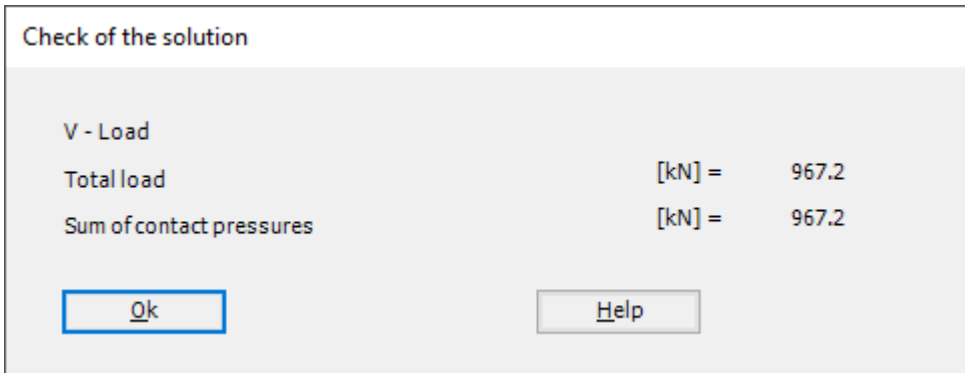 Check of the solution
V - Load
Total load [kN] = 967.2
Sum of contact pressures [kN] = 967.2
Ok Help